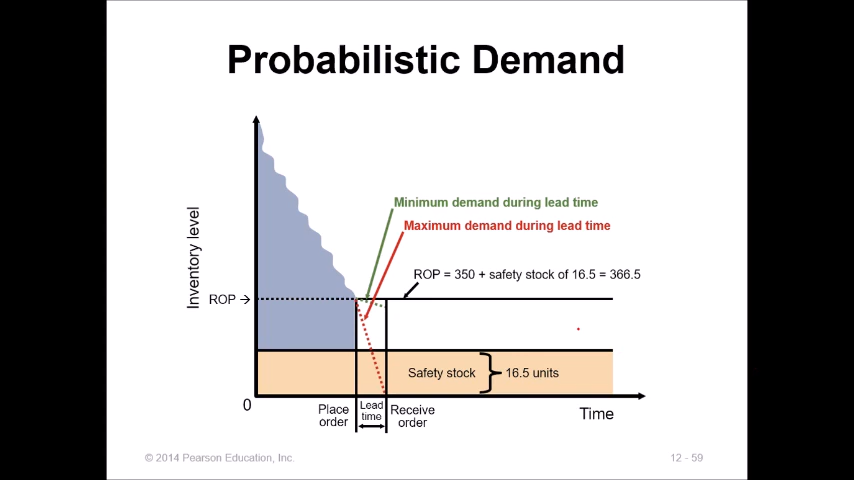 Probabilistic Demand
Inventory level
Minimum demand during lead time
Maximum demand during lead time
ROP = 350 + safety stock of 16.5 = 366.5
ROP →
Safety stock
16.5 units
0
Place
order
Lead
time
Receive
order
Time
© 2014 Pearson Education, Inc.
12 - 59